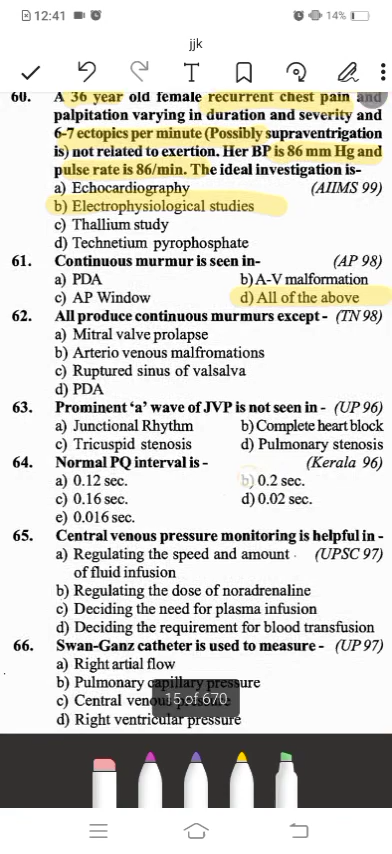 12:41
14%
jjk
T
60. A 36 year old female recurrent chest pain and
palpitation varying in duration and severity and
6-7 ectopics per minute (Possibly supraventrigation
is) not related to exertion. Her BP is 86 mm Hg and
pulse rate is 86/min. The ideal investigation is-
a) Echocardiography (AIIMS 99)
b) Electrophysiological studies
c) Thallium study
d) Technetium pyrophosphate
61. Continuous murmur is seen in- (AP 98)
a) PDA b) A-V malformation
c) AP Window d) All of the above
62. All produce continuous murmurs except - (TN 98)
a) Mitral valve prolapse
b) Arterio venous malfromations
c) Ruptured sinus of valsalva
d) PDA
63. Prominent ‘a’ wave of JVP is not seen in - (UP 96)
a) Junctional Rhythm b) Complete heart block
c) Tricuspid stenosis d) Pulmonary stenosis
64. Normal PQ interval is - (Kerala 96)
a) 0.12 sec. b) 0.2 sec.
c) 0.16 sec. d) 0.02 sec.
e) 0.016 sec.
65. Central venous pressure monitoring is helpful in -
a) Regulating the speed and amount (UPSC 97)
of fluid infusion
b) Regulating the dose of noradrenaline
c) Deciding the need for plasma infusion
d) Deciding the requirement for blood transfusion
66. Swan-Ganz catheter is used to measure - (UP 97)
a) Right artial flow
b) Pulmonary capillary pressure
c) Central venous
d) Right ventricular pressure
15 of 670